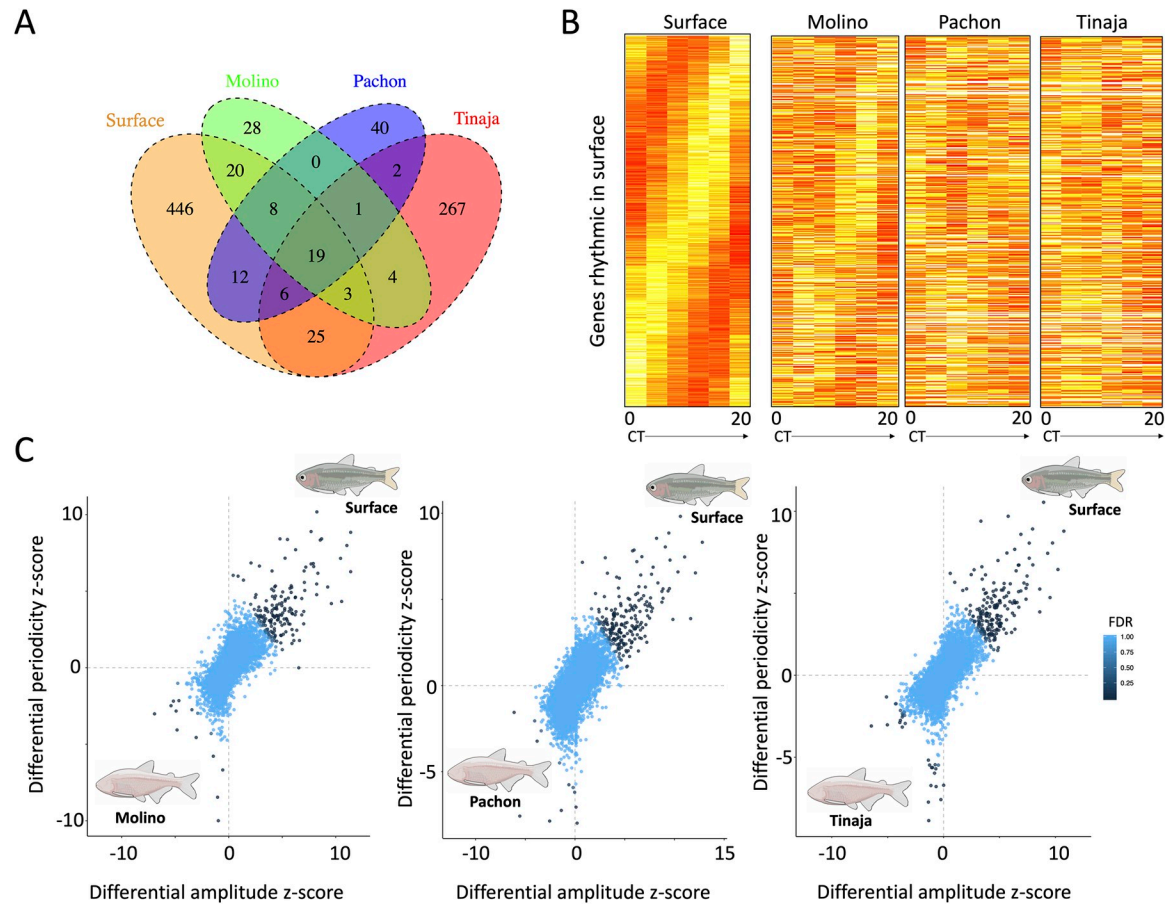 A
Molino
Pachon
Surface
Tinaja
28
40
20
0
2
446
8
1
267
19
12
4
6
3
25
B
Surface
Molino
Pachon
Tinaja
Genes rhythmic in surface
0
20
0
20
0
20
0
20
CT
CT
CT
CT
C
Differential periodicity z-score
10
0
-10
Surface
Molino
-10
0
10
Differential amplitude z-score
Differential periodicity z-score
10
0
-5
Surface
Pachon
-10
0
15
Differential amplitude z-score
Differential periodicity z-score
10
0
-5
Surface
Tinaja
-10
0
10
Differential amplitude z-score
FDR
1.00
0.75
0.50
0.25